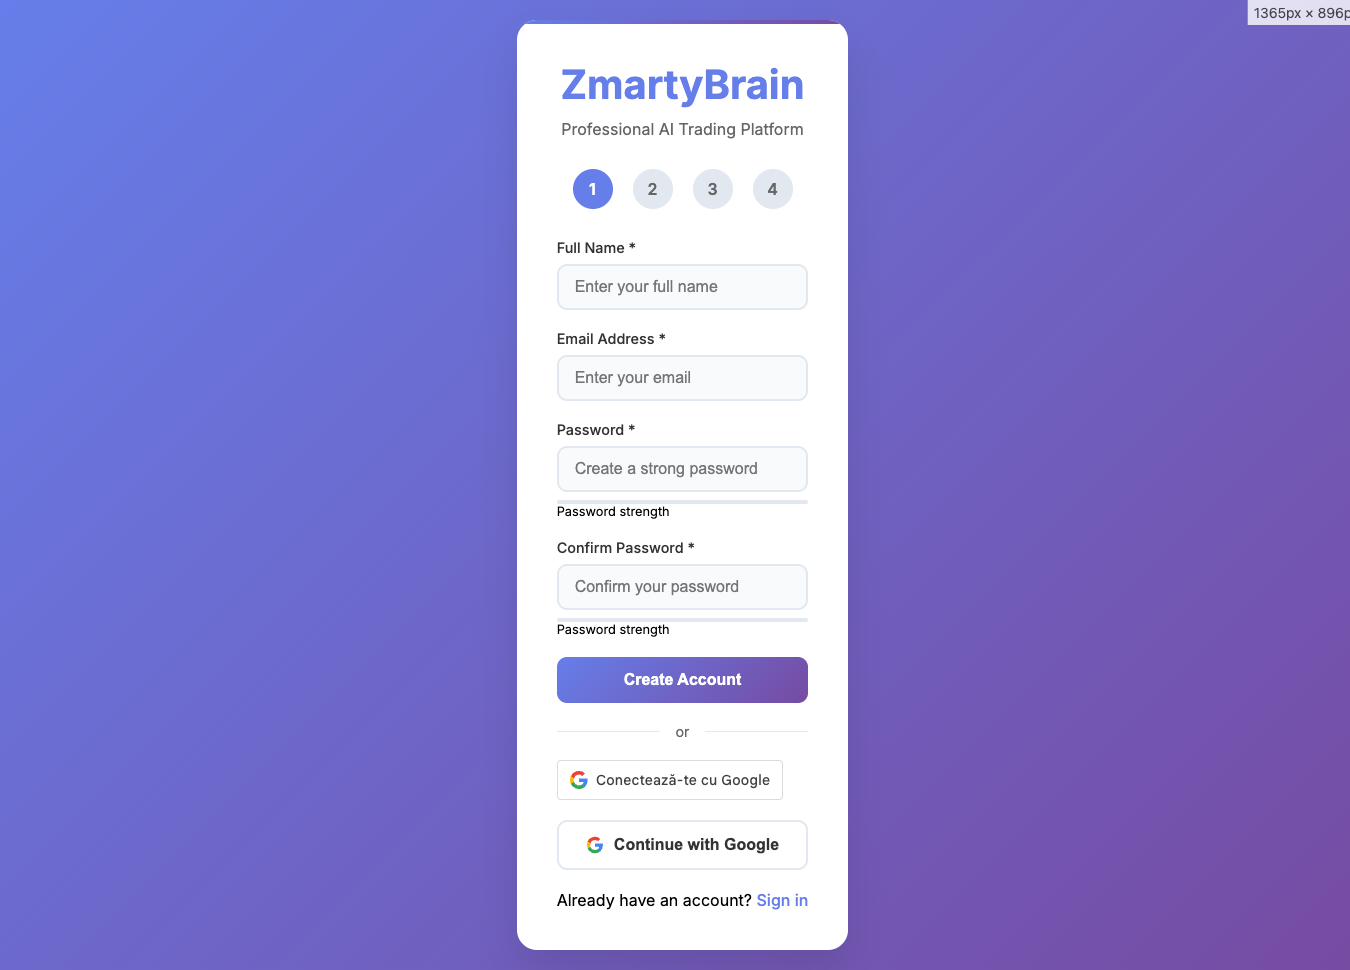 1365px × 896p
ZmartyBrain
Professional AI Trading Platform
1 2 3 4
Full Name *
Enter your full name
Email Address *
Enter your email
Password *
Create a strong password
Password strength
Confirm Password *
Confirm your password
Password strength
Create Account
or
Conectează-te cu Google
Continue with Google
Already have an account? Sign in